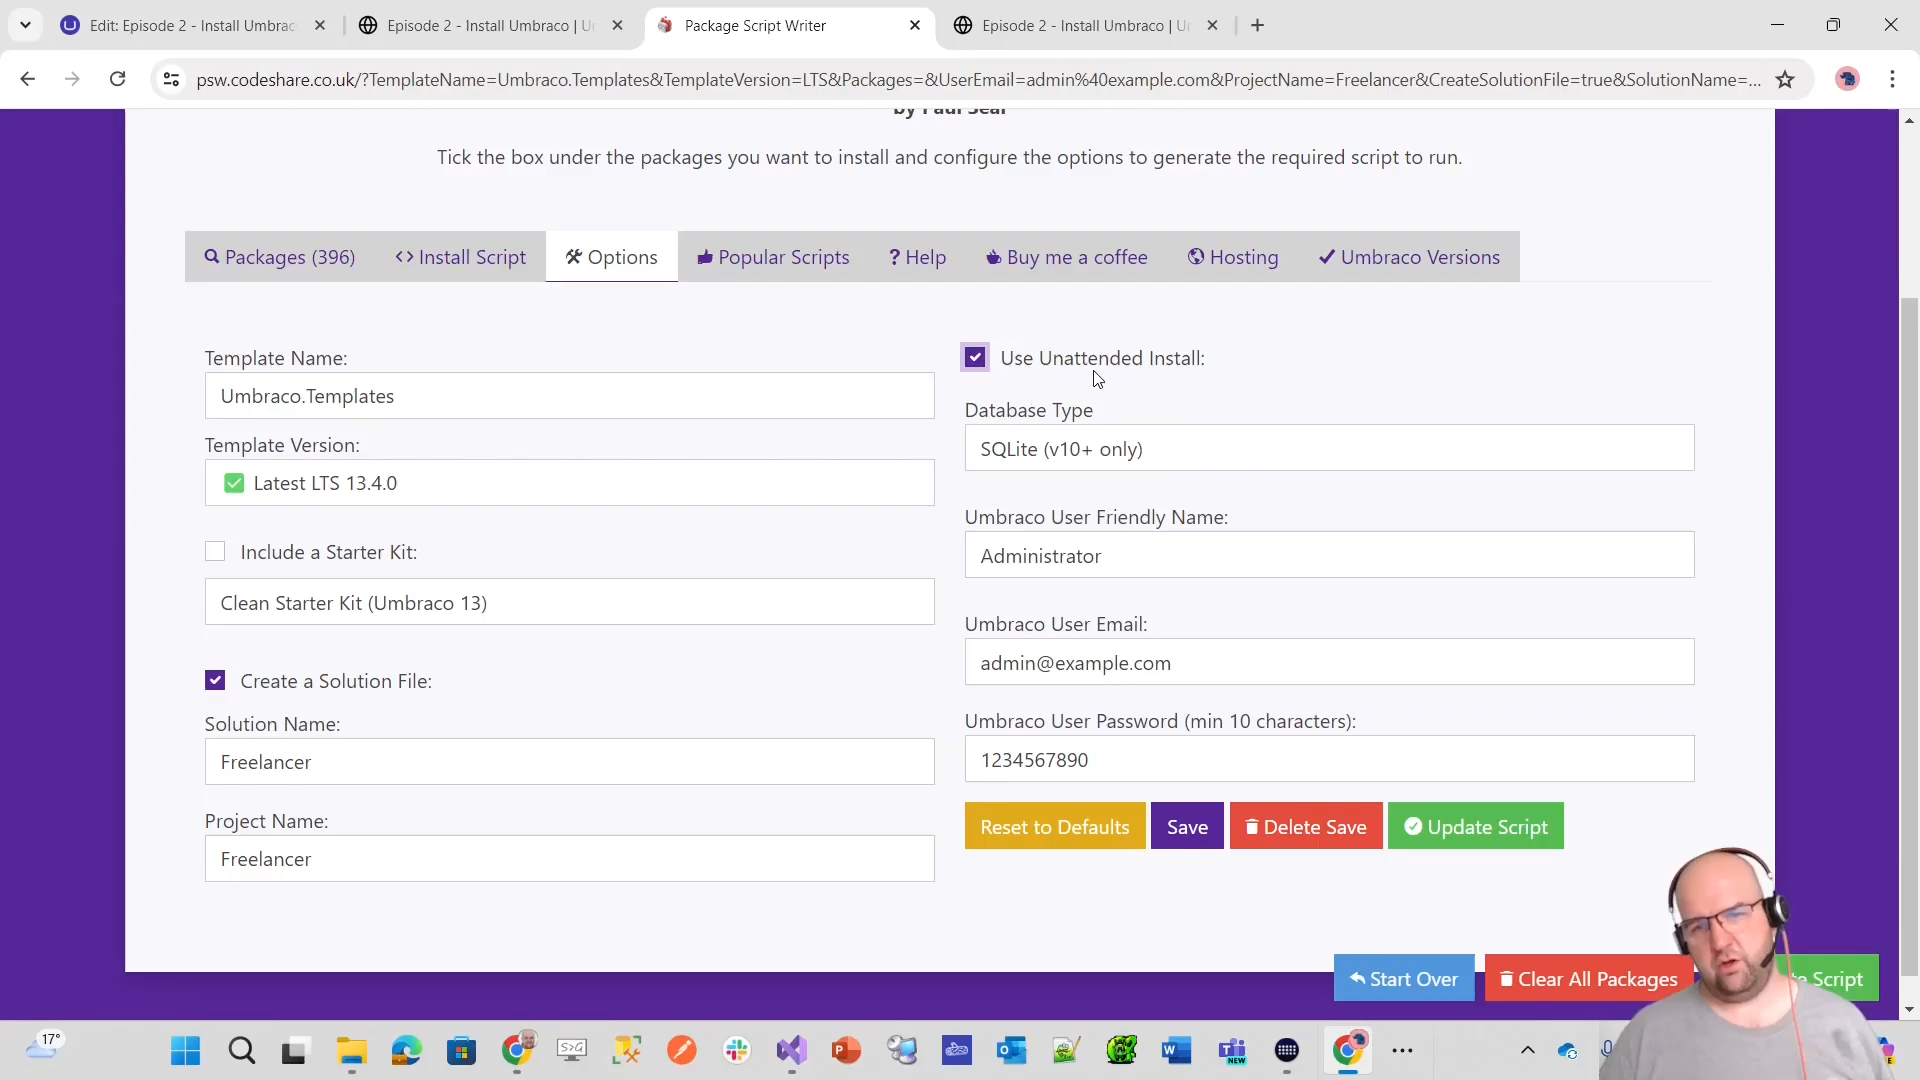 Edit: Episode 2 - Install Umbrac
Episode 2 - Install Umbraco | U
Package Script Writer
Episode 2 - Install Umbraco | Ur
psw.codeshare.co.uk/?TemplateName=Umbraco.Templates&TemplateVersion=LTS&Packages=&UserEmail=admin%40example.com&ProjectName=Freelancer&CreateSolutionFile=true&SolutionName=...
by Paul Seal
Tick the box under the packages you want to install and configure the options to generate the required script to run.
Packages (396)
<> Install Script
Options
Popular Scripts
? Help
Buy me a coffee
Hosting
Umbraco Versions
Template Name:
Umbraco.Templates
Template Version:
Latest LTS 13.4.0
Include a Starter Kit:
Clean Starter Kit (Umbraco 13)
Create a Solution File:
Solution Name:
Freelancer
Project Name:
Freelancer
Use Unattended Install:
Database Type
SQLite (v10+ only)
Umbraco User Friendly Name:
Administrator
Umbraco User Email:
admin@example.com
Umbraco User Password (min 10 characters):
1234567890
Reset to Defaults
Save
Delete Save
Update Script
Start Over
Clear All Packages
Script
17°
S>G
NEW